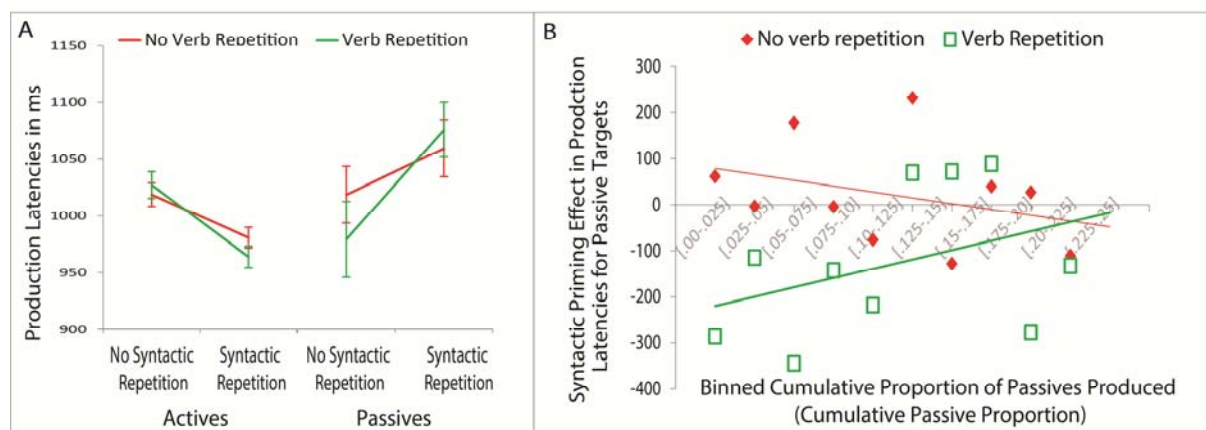 A
No Verb Repetition
Verb Repetition
Production Latencies in ms
1150
1100
1050
1000
950
900
No Syntactic
Repetition
Syntactic
Repetition
No Syntactic
Repetition
Syntactic
Repetition
Actives
Passives
B
No verb repetition
Verb Repetition
Syntactic Priming Effect in Prodction
Latencies for Passive Targets
300
200
100
0
-100
-200
-300
-400
[.00-.025]
[.025-.05]
[.05-.075]
[.075-.10]
[.10-.125]
[.125-.15]
[.15-.175]
[.175-.20]
[.20-.225]
[.225-.25]
Binned Cumulative Proportion of Passives Produced
(Cumulative Passive Proportion)